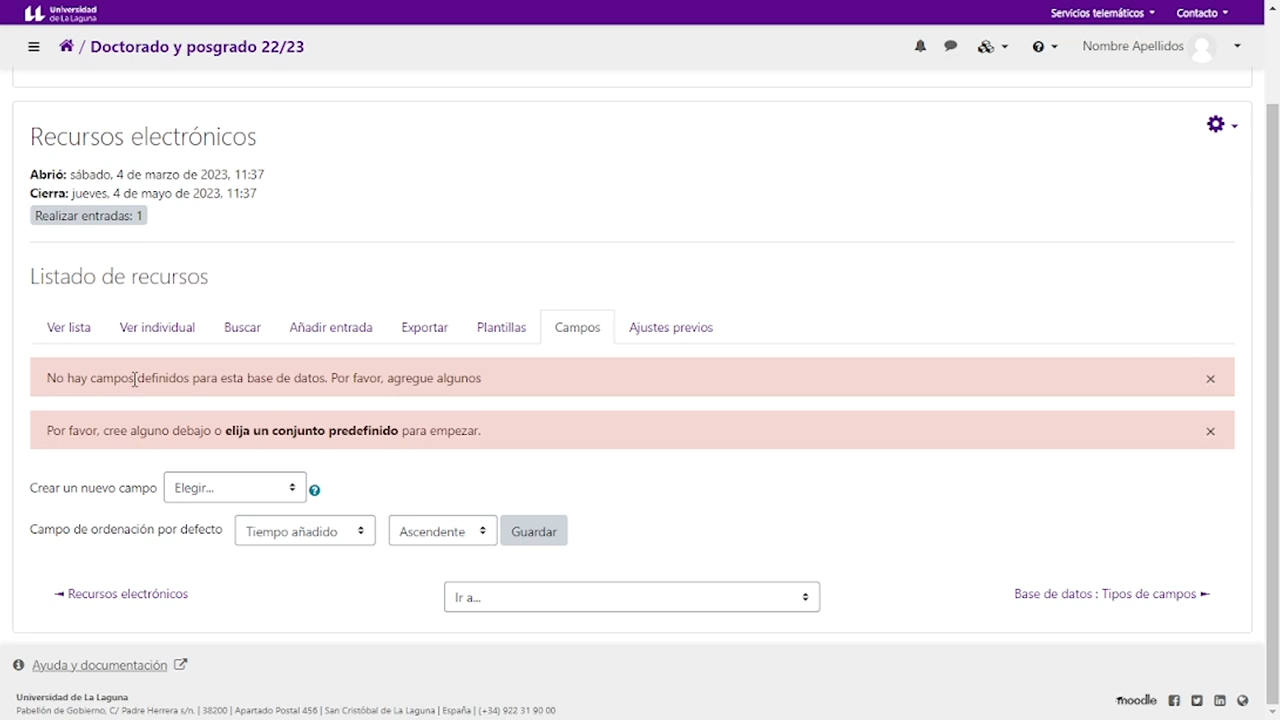 Universidad
de La Laguna
Servicios telemáticos
Contacto
/ Doctorado y posgrado 22/23
Nombre Apellidos
Recursos electrónicos
Abrió: sábado, 4 de marzo de 2023, 11:37
Cierra: jueves, 4 de mayo de 2023, 11:37
Realizar entradas: 1
Listado de recursos
Ver lista
Ver individual
Buscar
Añadir entrada
Exportar
Plantillas
Campos
Ajustes previos
No hay campos definidos para esta base de datos. Por favor, agregue algunos
Por favor, cree alguno debajo o elija un conjunto predefinido para empezar.
Crear un nuevo campo
Elegir...
Campo de ordenación por defecto
Tiempo añadido
Ascendente
Guardar
◄ Recursos electrónicos
Ir a...
Base de datos : Tipos de campos ►
Ayuda y documentación
Universidad de La Laguna
Pabellón de Gobierno, C/ Padre Herrera s/n. | 38200 | Apartado Postal 456 | San Cristóbal de La Laguna | España | (+34) 922 31 90 00
moodle